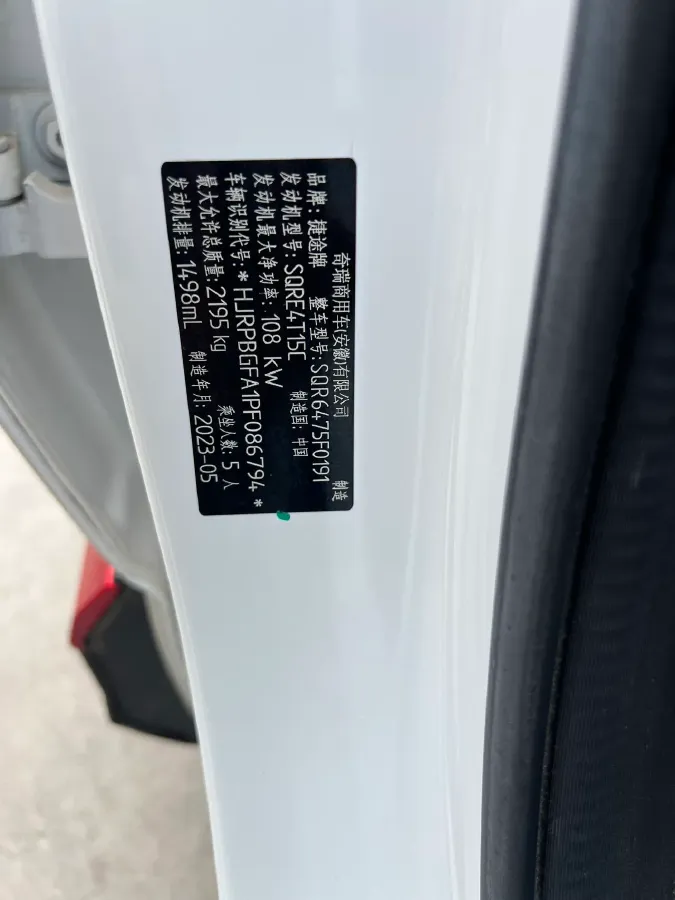 奇瑞商用车(安徽)有限公司 制造
品牌: 捷途牌 整车型号: SQR6475F0191
发动机型号: SQRE4T15C 制造国: 中国
发动机最大净功率: 108 kW
车辆识别代号: *HJRPBGFA1PF086794*
最大允许总质量: 2195 kg 乘坐人数: 5 人
发动机排量: 1498mL 制造年月: 2023-05